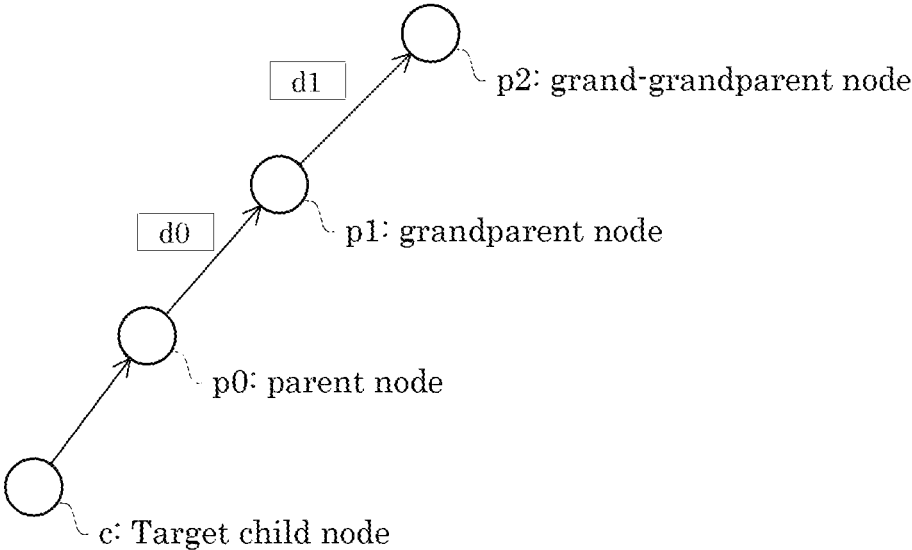 d1
p2: grand-grandparent node
d0
p1: grandparent node
p0: parent node
c: Target child node